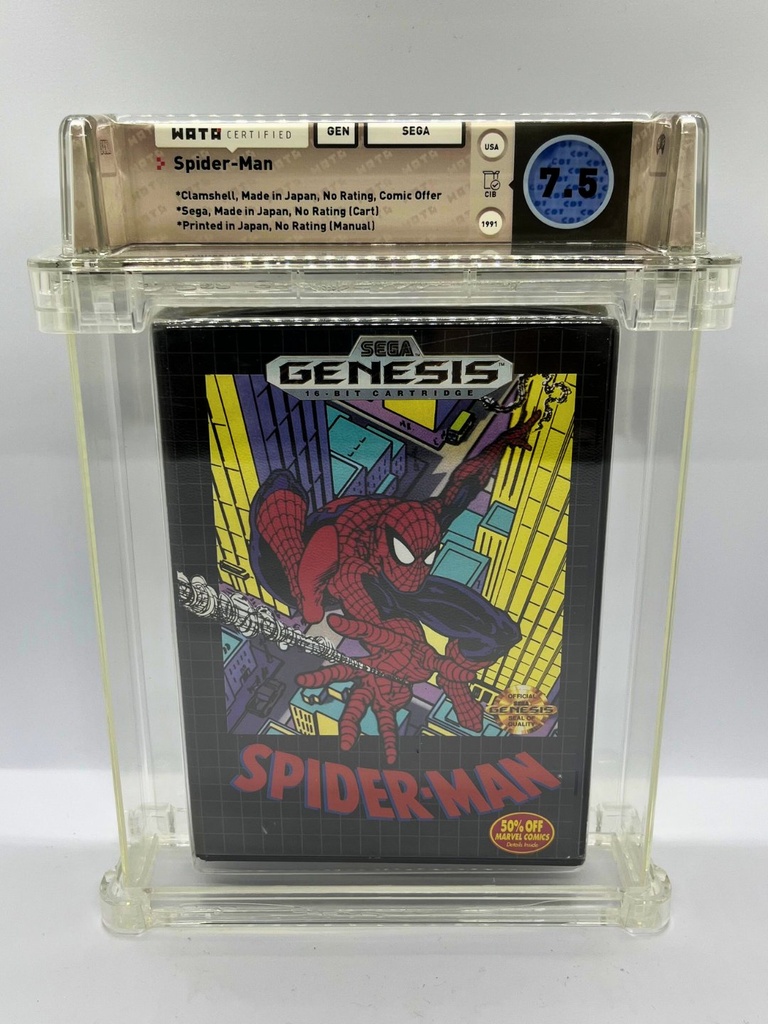 WATA CERTIFIED GEN SEGA USA
Spider-Man
7.5
CIB
*Clamshell, Made in Japan, No Rating, Comic Offer
*Sega, Made in Japan, No Rating (Cart)
*Printed in Japan, No Rating (Manual)
1991
SEGA
GENESIS™
16-BIT CARTRIDGE
OFFICIAL
SEGA
GENESIS
SEAL OF
QUALITY
SPIDER-MAN
50% OFF
MARVEL COMICS
Details Inside